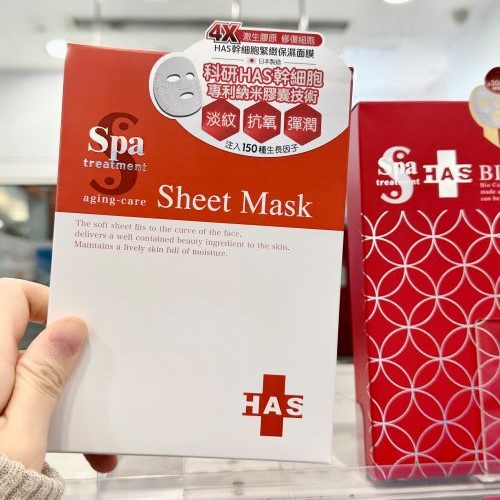 4X 激生膠原 修復細胞
HAS幹細胞緊緻保濕面膜
日本製造
科研HAS幹細胞
專利納米膠囊技術
淡紋 抗氧 彈潤
注入150種生長因子
Spa
treatment
aging-care Sheet Mask
The soft sheet fits to the curve of the face,
delivers a well contained beauty ingredient to the skin.
Maintains a lively skin full of moisture.
HAS
Spa
treatment
HAS